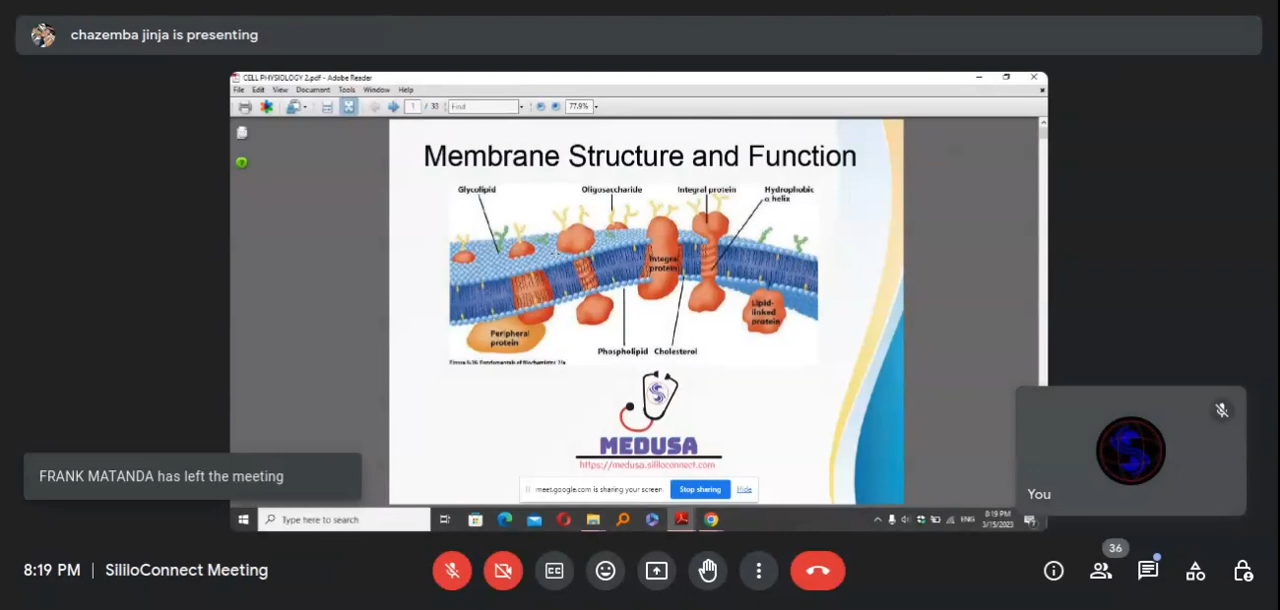 chazemba jinja is presenting
CELL PHYSIOLOGY 2.pdf - Adobe Reader
File Edit View Document Tools Window Help
1 / 30 Find 77.9%
Membrane Structure and Function
Glycolipid Oligosaccharide Integral protein Hydrophobic
α helix
Integral
protein
Lipid-
linked
protein
Peripheral
protein
Phospholipid Cholesterol
MEDUSA
https://medusa.sililoconnect.com
FRANK MATANDA has left the meeting
meet.google.com is sharing your screen. Stop sharing Hide
You
Type here to search
ENG
8:19 PM
3/15/2023
36
8:19 PM | SililoConnect Meeting